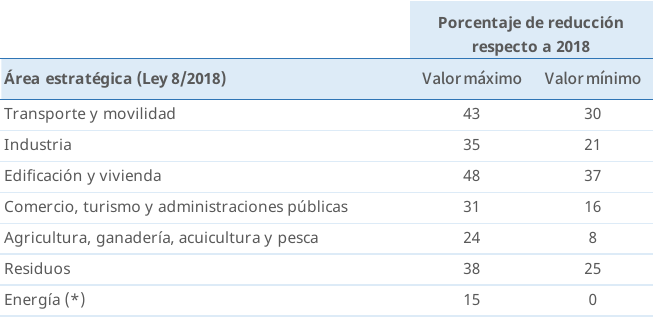 Porcentaje de reducción
respecto a 2018
Área estratégica (Ley 8/2018) Valor máximo Valor mínimo
Transporte y movilidad 43 30
Industria 35 21
Edificación y vivienda 48 37
Comercio, turismo y administraciones públicas 31 16
Agricultura, ganadería, acuicultura y pesca 24 8
Residuos 38 25
Energía (*) 15 0